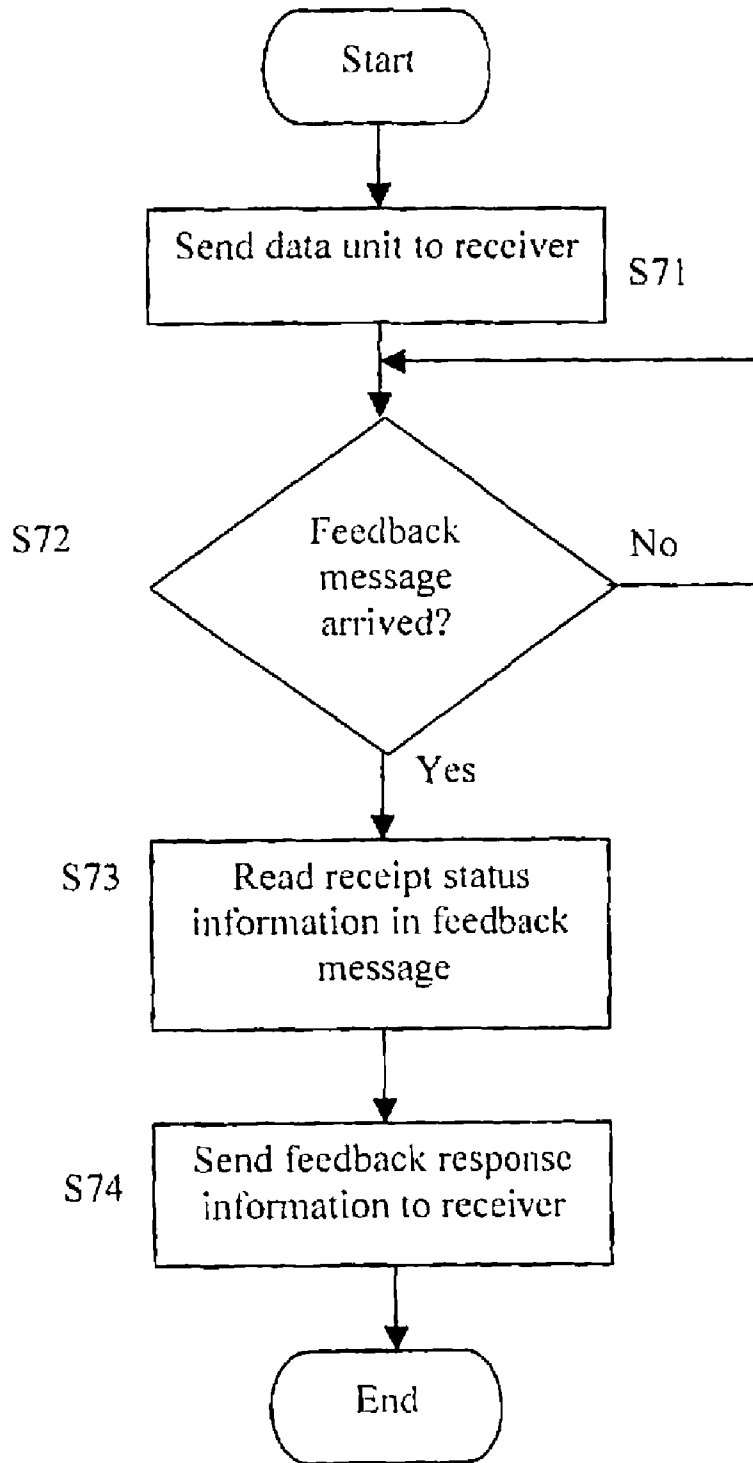 Start
Send data unit to receiver
S71
S72
Feedback
message
arrived?
No
Yes
S73
Read receipt status
information in feedback
message
S74
Send feedback response
information to receiver
End